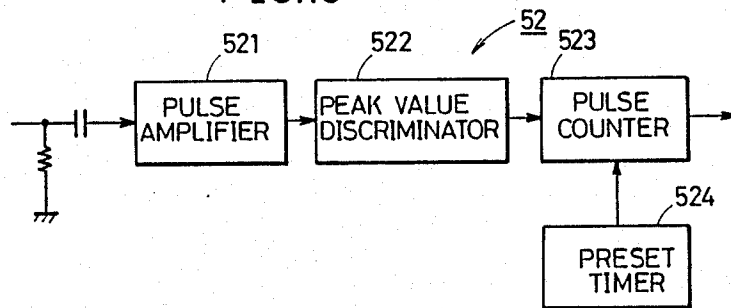 52
521
522
523
PULSE
AMPLIFIER
PEAK VALUE
DISCRIMINATOR
PULSE
COUNTER
524
PRESET
TIMER